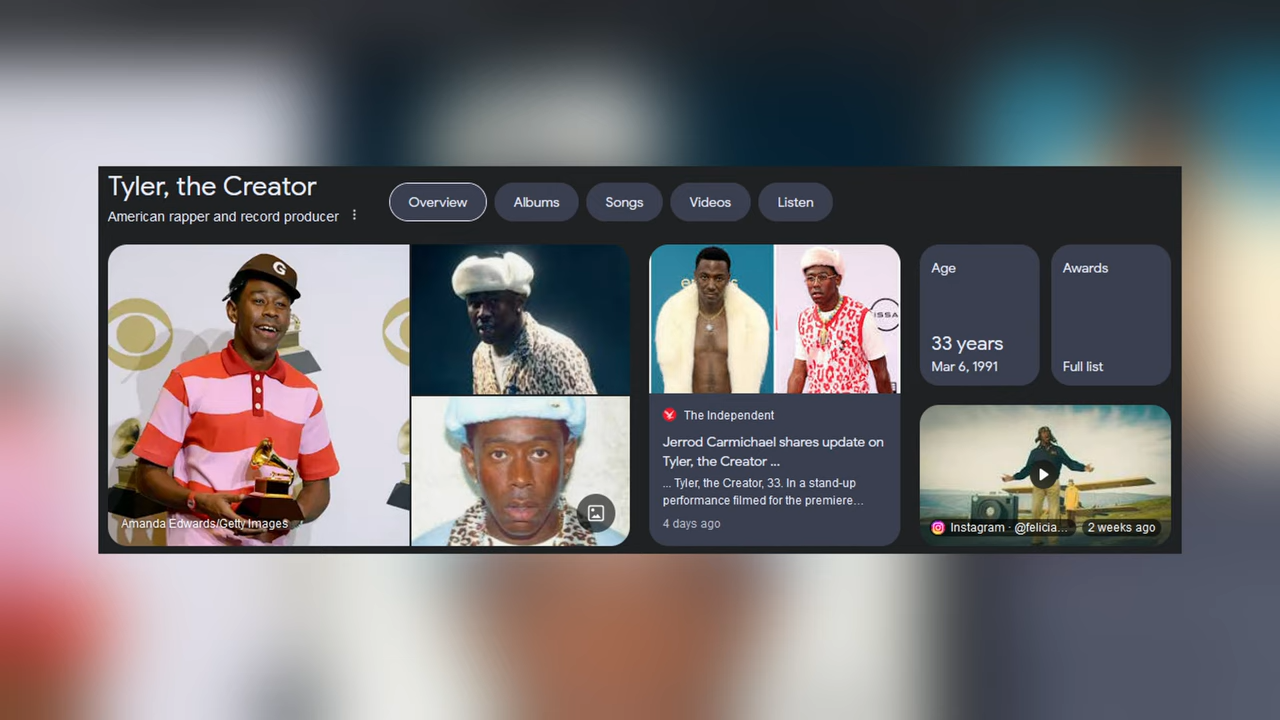 Tyler, the Creator
American rapper and record producer
Overview
Albums
Songs
Videos
Listen
G
Amanda Edwards/Getty Images
ISSA
The Independent
Jerrod Carmichael shares update on
Tyler, the Creator ...
... Tyler, the Creator, 33. In a stand-up
performance filmed for the premiere...
4 days ago
Age
33 years
Mar 6, 1991
Awards
Full list
Instagram · @felicia...
2 weeks ago